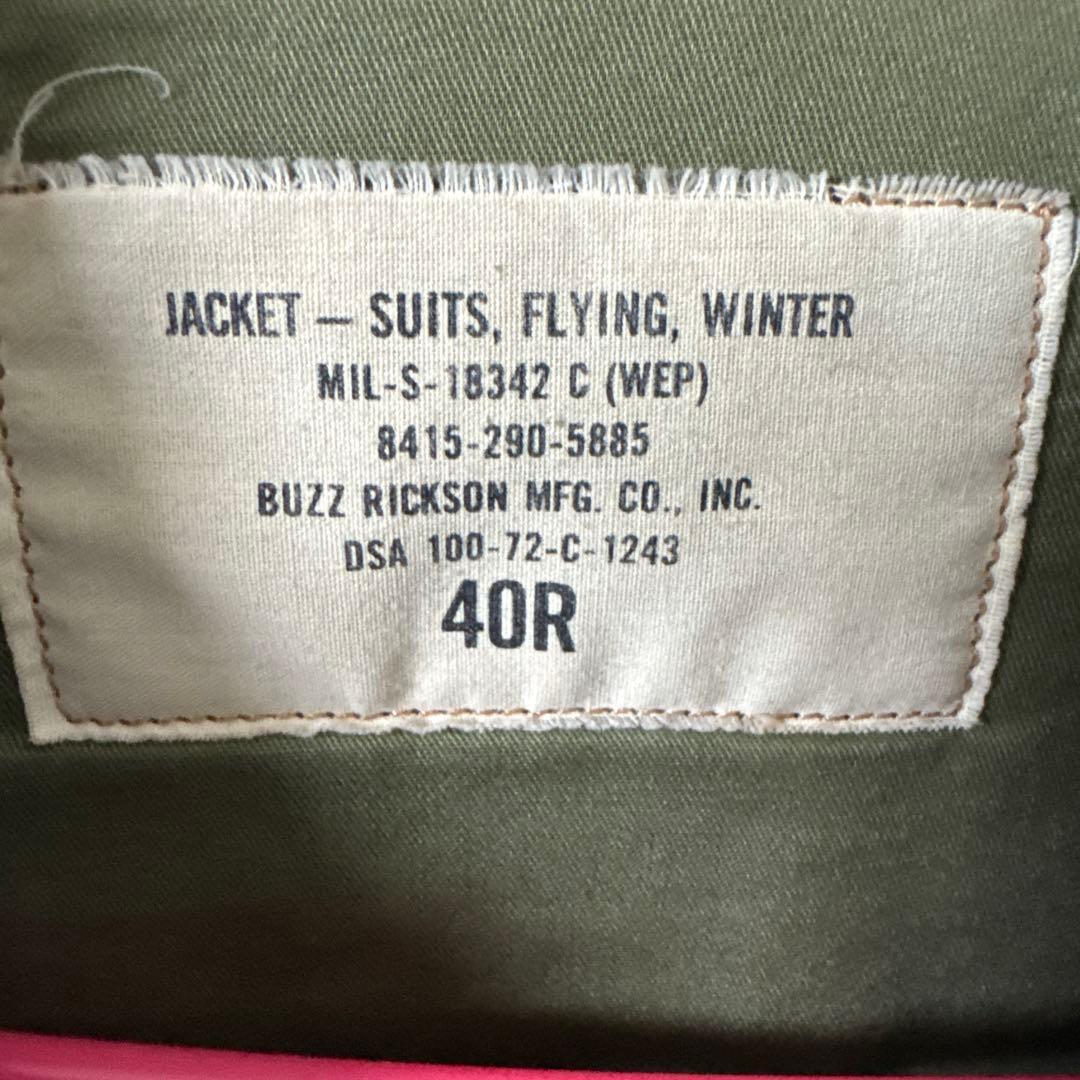 JACKET — SUITS, FLYING, WINTER
MIL-S-18342 C (WEP)
8415-290-5885
BUZZ RICKSON MFG. CO., INC.
DSA 100-72-C-1243
40R